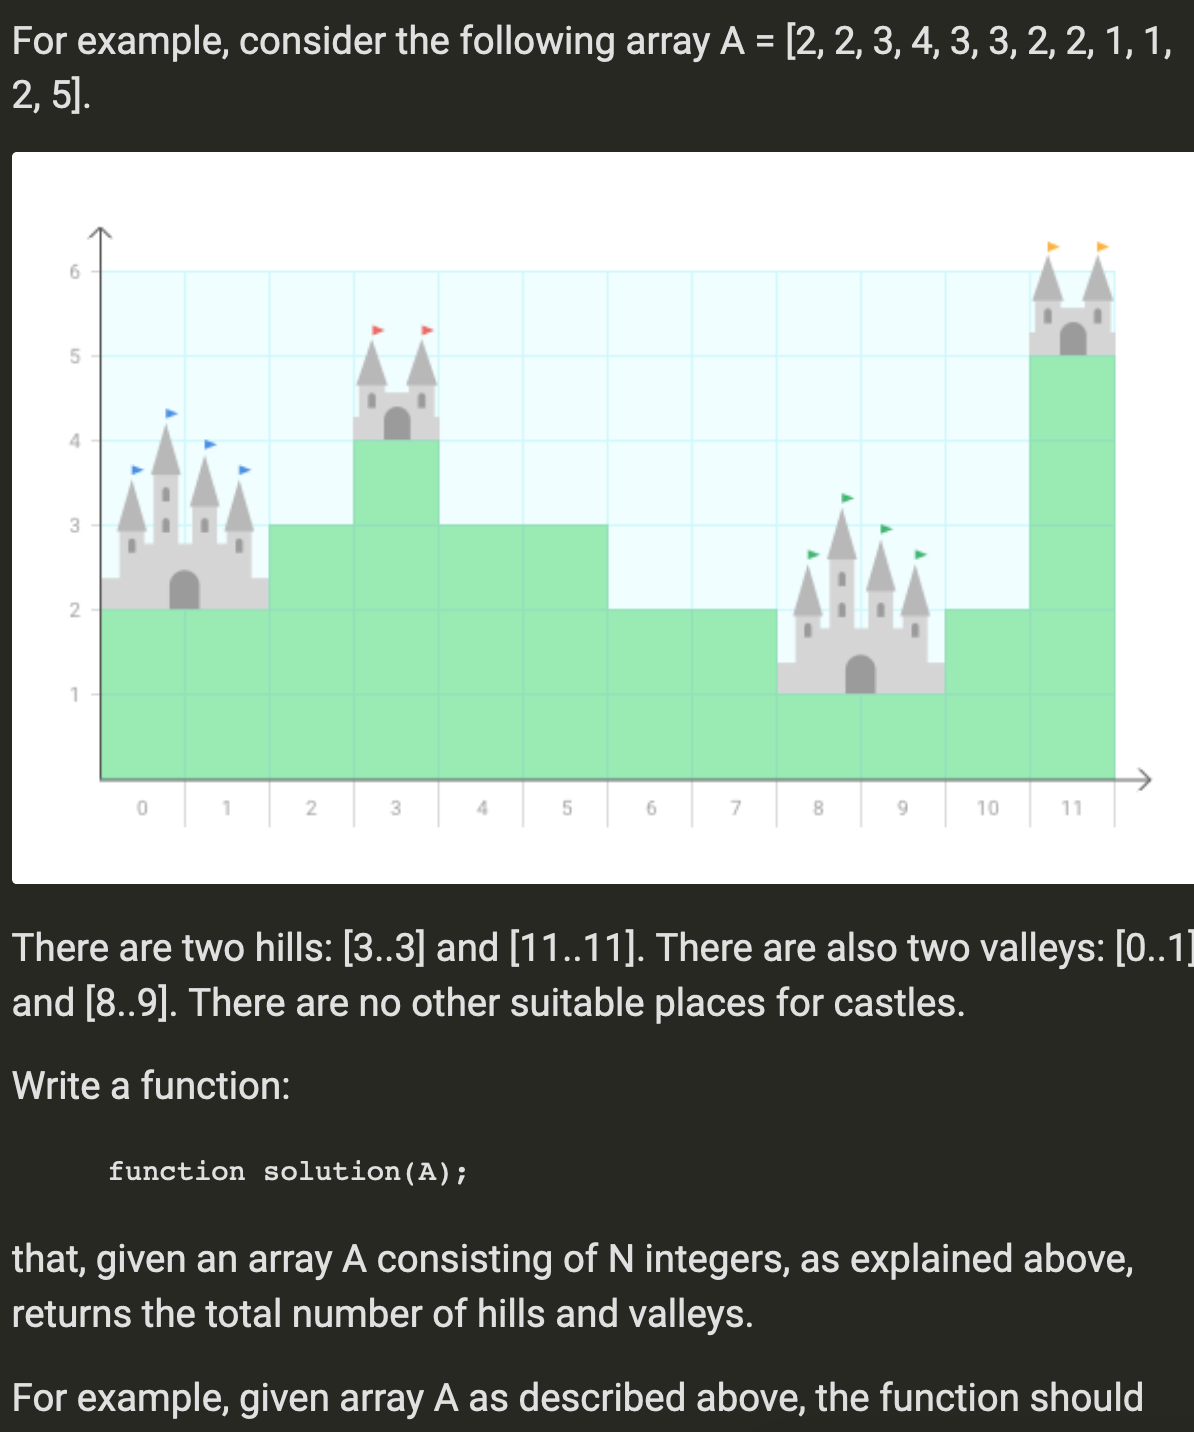 For example, consider the following array A = [2, 2, 3, 4, 3, 3, 2, 2, 1, 1,
2, 5].
6
5
4
3
2
1
0 1 2 3 4 5 6 7 8 9 10 11
There are two hills: [3..3] and [11..11]. There are also two valleys: [0..1]
and [8..9]. There are no other suitable places for castles.
Write a function:
function solution(A);
that, given an array A consisting of N integers, as explained above,
returns the total number of hills and valleys.
For example, given array A as described above, the function should